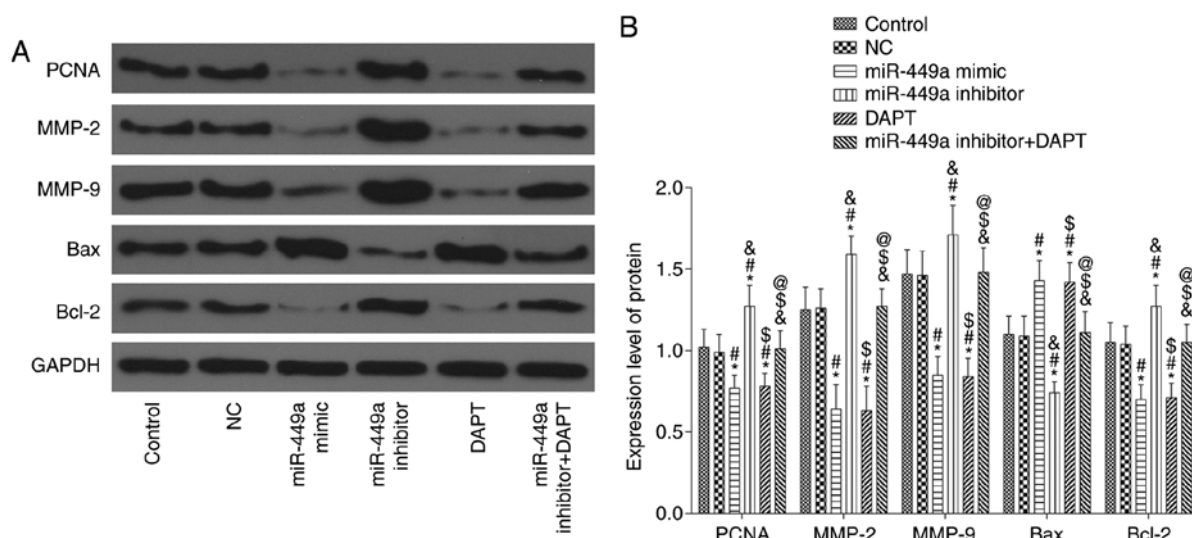 A
PCNA
MMP-2
MMP-9
Bax
Bcl-2
GAPDH
Control
NC
miR-449a
mimic
miR-449a
inhibitor
DAPT
miR-449a
inhibitor+DAPT
B
Control
NC
miR-449a mimic
miR-449a inhibitor
DAPT
miR-449a inhibitor+DAPT
Expression level of protein
2.0
1.5
1.0
0.5
0
#*
&#*
$#*
@$&
#*
&#*
$#*
@$&
#*
&#*
$#*
@$&
#*
&#*
$#*
@$&
#*
&#*
$#*
@$&
PCNA
MMP-2
MMP-9
Bax
Bcl-2